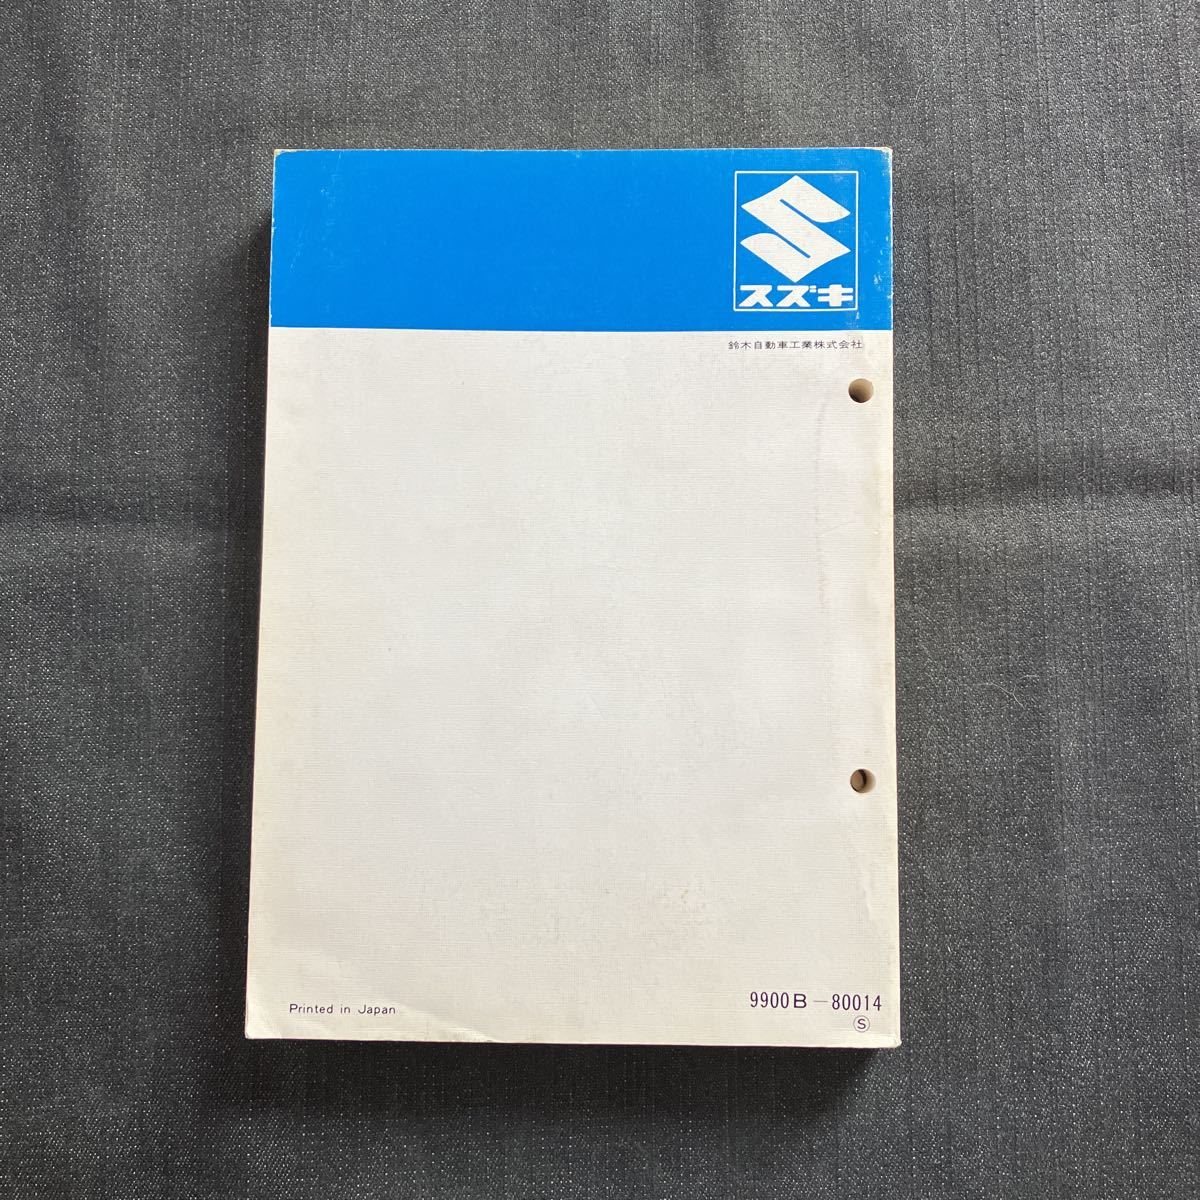 スズキ
鈴木自動車工業株式会社
Printed in Japan
9900B-80014
Ⓢ